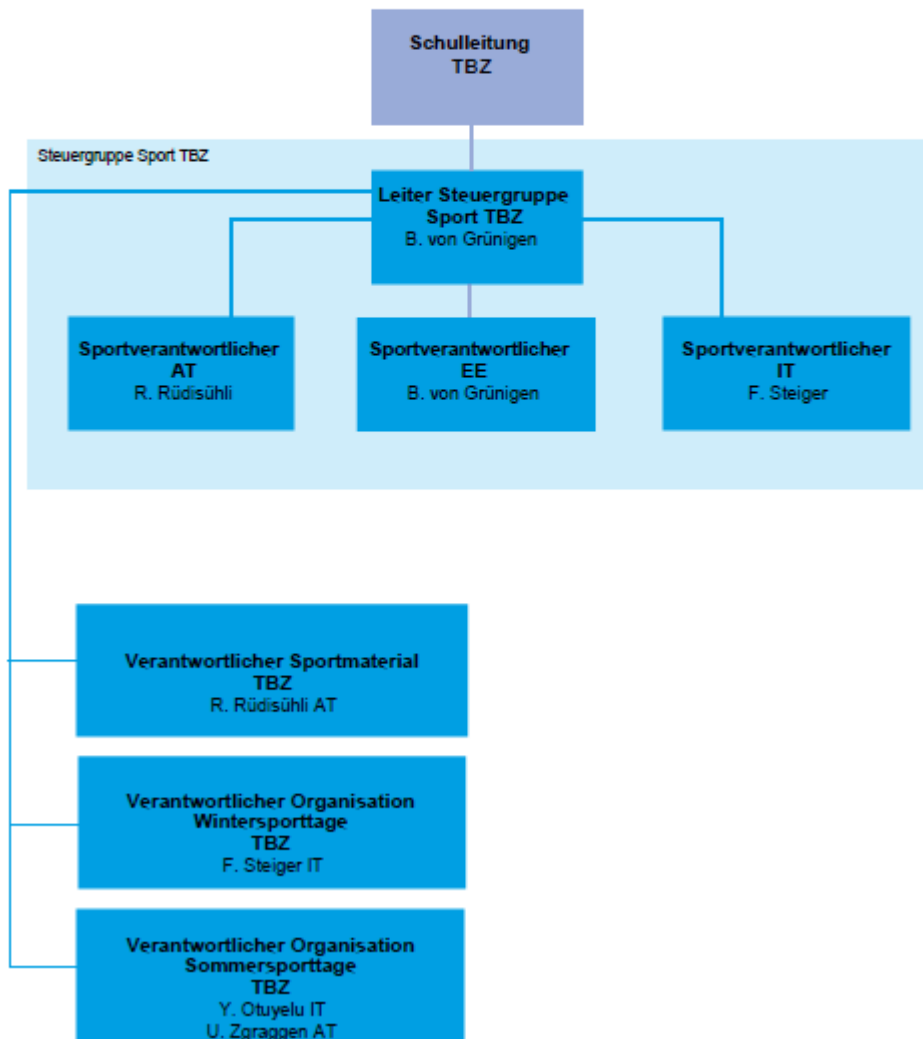 Schulleitung
TBZ
Steuergruppe Sport TBZ
Leiter Steuergruppe
Sport TBZ
B. von Grünigen
Sportverantwortlicher
AT
R. Rüdisühli
Sportverantwortlicher
EE
B. von Grünigen
Sportverantwortlicher
IT
F. Steiger
Verantwortlicher Sportmaterial
TBZ
R. Rüdisühli AT
Verantwortlicher Organisation
Wintersporttage
TBZ
F. Steiger IT
Verantwortlicher Organisation
Sommersporttage
TBZ
Y. Otuyelu IT
U. Zgraggen AT